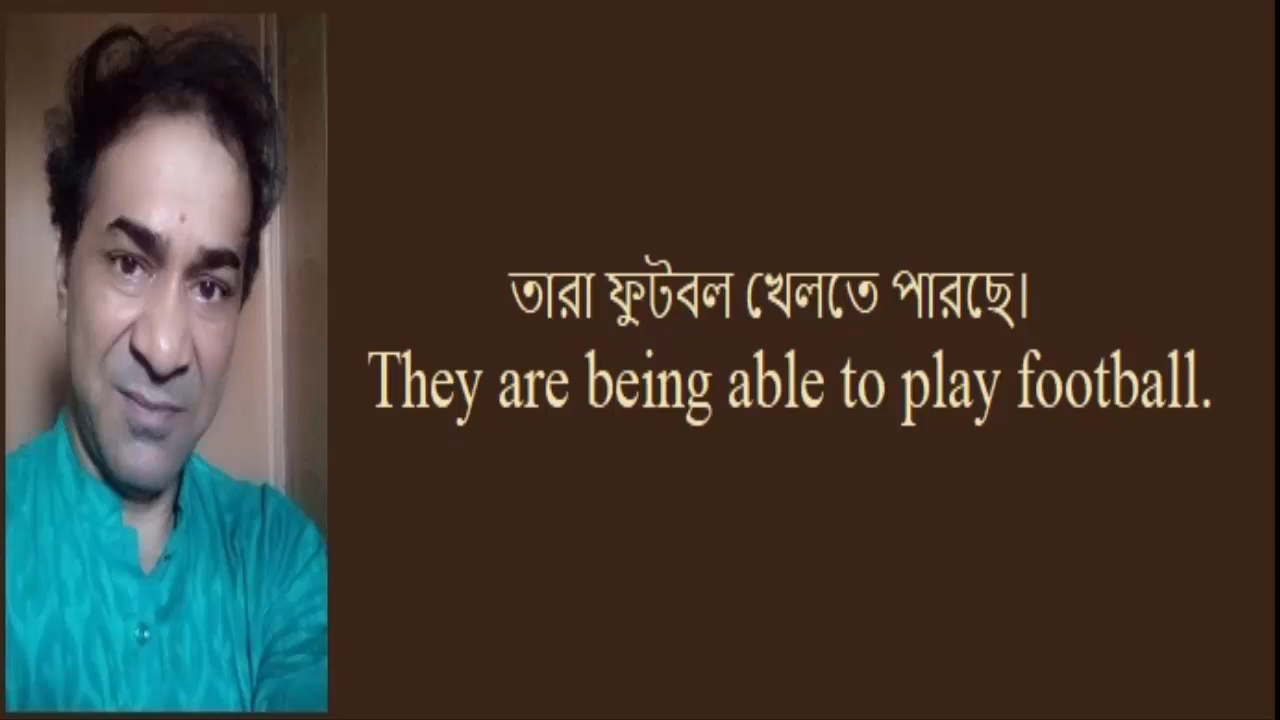 তারা ফুটবল খেলতে পারছে।
They are being able to play football.